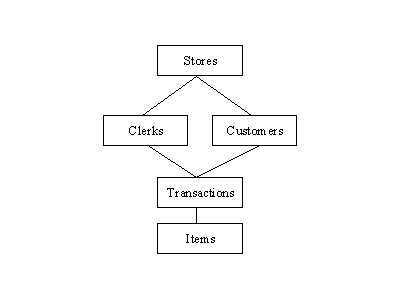 Stores
Clerks
Customers
Transactions
Items